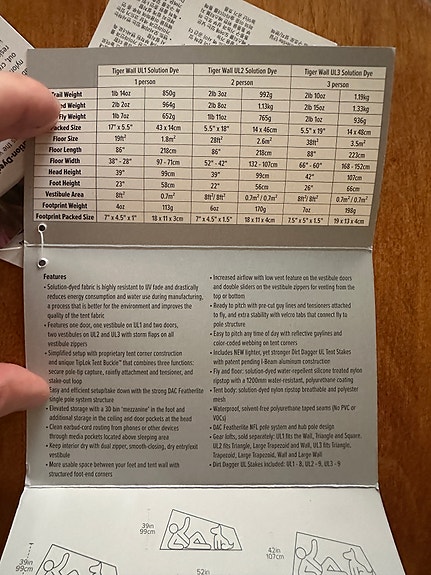 Tiger Wall UL1 Solution Dye Tiger Wall UL2 Solution Dye Tiger Wall UL3 Solution Dye
1 person 2 person 3 person
rail Weight 1lb 14oz 850g 2lb 3oz 992g 2lb 10oz 1.19kg
ed Weight 2lb 2oz 964g 2lb 8oz 1.13kg 2lb 15oz 1.33kg
Fly Weight 1lb 7oz 652g 1lb 11oz 765g 2lb 1oz 936g
acked Size 17" x 5.5" 43 x 14cm 5.5" x 18" 14 x 46cm 5.5" x 19" 14 x 48cm
Floor Size 19ft² 1.8m² 28ft² 2.6m² 38ft² 3.5m²
Floor Length 86" 218cm 86" 218cm 88" 223cm
Floor Width 38" - 28" 97 - 71cm 52" - 42" 132 - 107cm 66" - 60" 168 - 152cm
Head Height 39" 99cm 39" 99cm 42" 107cm
Foot Height 23" 58cm 22" 56cm 26" 66cm
Vestibule Area 8ft² 0.7m² 8ft²/ 8ft² 0.7m² / 0.7m² 8ft²/ 8ft² 0.7m² / 0.7m²
Footprint Weight 4oz 113g 6oz 170g 7oz 198g
Footprint Packed Size 7" x 4.5" x 1" 18 x 11 x 3cm 7" x 4.5" x 1.5" 18 x 11 x 4cm 7.5" x 5" x 1.5" 19 x 13 x 4cm
Features
• Solution-dyed fabric is highly resistant to UV fade and drastically
reduces energy consumption and water use during manufacturing,
a process that is better for the environment and improves the
quality of the tent fabric
• Features one door, one vestibule on UL1 and two doors,
two vestibules on UL2 and UL3 with storm flaps on all
vestibule zippers
• Simplified setup with proprietary tent corner construction
and unique TipLok Tent Buckle™ that combines three functions:
secure pole-tip capture, rainfly attachment and tensioner, and
stake-out loop
Easy and efficient setup/take down with the strong DAC Featherlite
single pole system structure
• Elevated storage with a 3D bin 'mezzanine' in the foot and
additional storage in the ceiling and door pockets at the head
• Clean earbud-cord routing from phones or other devices
through media pockets located above sleeping area
• Keep interior dry with dual zipper, smooth-closing, dry entry/exit
vestibule
• More usable space between your feet and tent wall with
structured foot-end corners
• Increased airflow with low vent feature on the vestibule doors
and double sliders on the vestibule zippers for venting from the
top or bottom
• Ready to pitch with pre-cut guy lines and tensioners attached
to fly, and extra stability with velcro tabs that connect fly to
pole structure
• Easy to pitch any time of day with reflective guylines and
color-coded webbing on tent corners
• Includes NEW lighter, yet stronger Dirt Dagger UL Tent Stakes
with patent pending I-Beam aluminum construction
• Fly and floor: solution-dyed water-repellent silicone treated nylon
ripstop with a 1200mm water-resistant, polyurethane coating
• Tent body: solution-dyed nylon ripstop breathable and polyester
mesh
• Waterproof, solvent-free polyurethane taped seams (No PVC or
VOCs)
• DAC Featherlite NFL pole system and hub pole design
• Gear lofts, sold separately: UL1 fits the Wall, Triangle and Square.
UL2 fits Triangle, Large Trapezoid and Wall. UL3 fits Triangle,
Trapezoid, Large Trapezoid, Wall and Large Wall
• Dirt Dagger UL Stakes Included: UL1 - 8, UL2 - 9, UL3 - 9
39in
99cm
39in
99cm
52in
42in
107cm